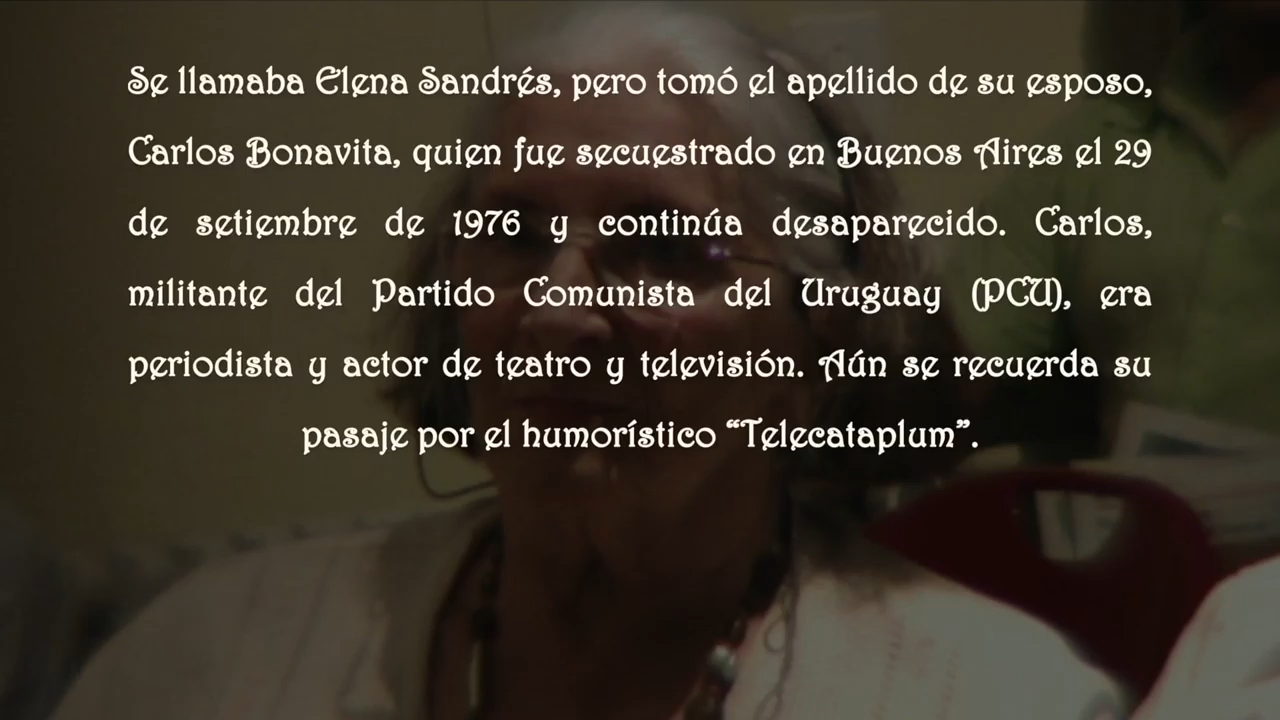 Se llamaba Elena Sandrés, pero tomó el apellido de su esposo,
Carlos Bonavita, quien fue secuestrado en Buenos Aires el 29
de setiembre de 1976 y continúa desaparecido. Carlos,
militante del Partido Comunista del Uruguay (PCU), era
periodista y actor de teatro y televisión. Aún se recuerda su
pasaje por el humorístico “Telecataplum”.